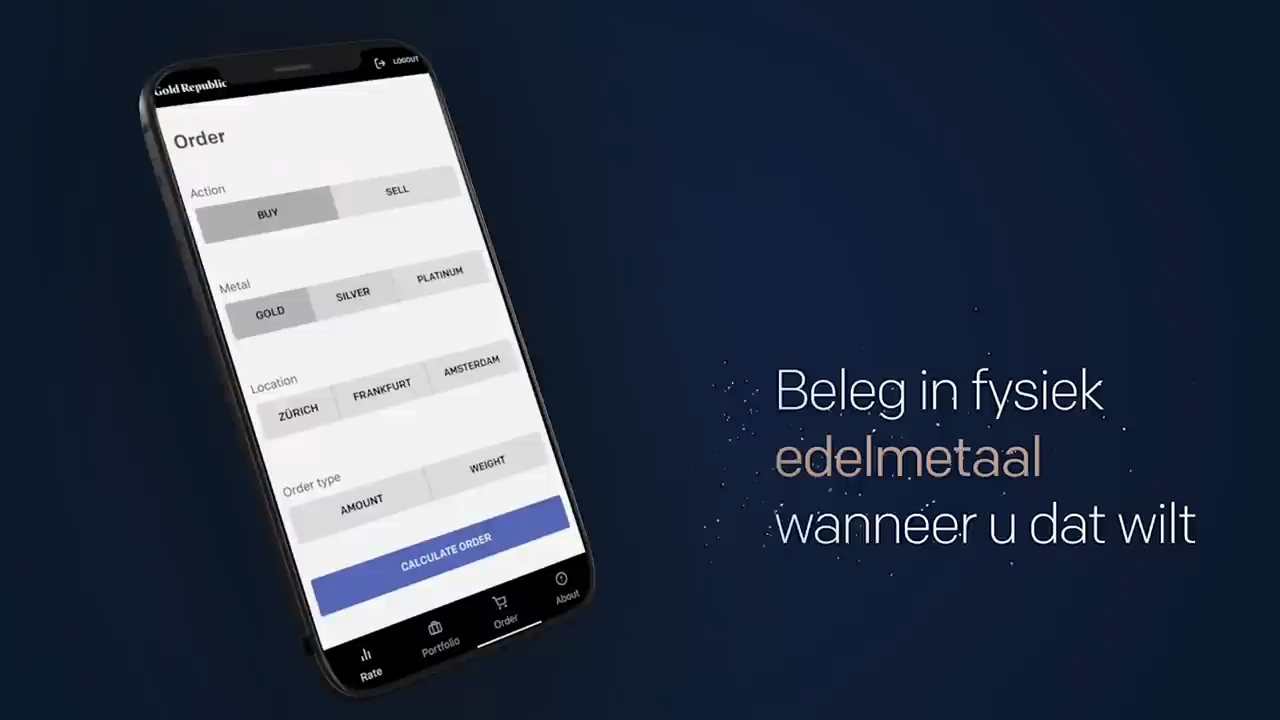 Gold Republic
LOGOUT
Order
Action
BUY SELL
Metal
GOLD SILVER PLATINUM
Location
ZÜRICH FRANKFURT AMSTERDAM
Order type
AMOUNT WEIGHT
CALCULATE ORDER
Rate Portfolio Order About
Beleg in fysiek
edelmetaal
wanneer u dat wilt